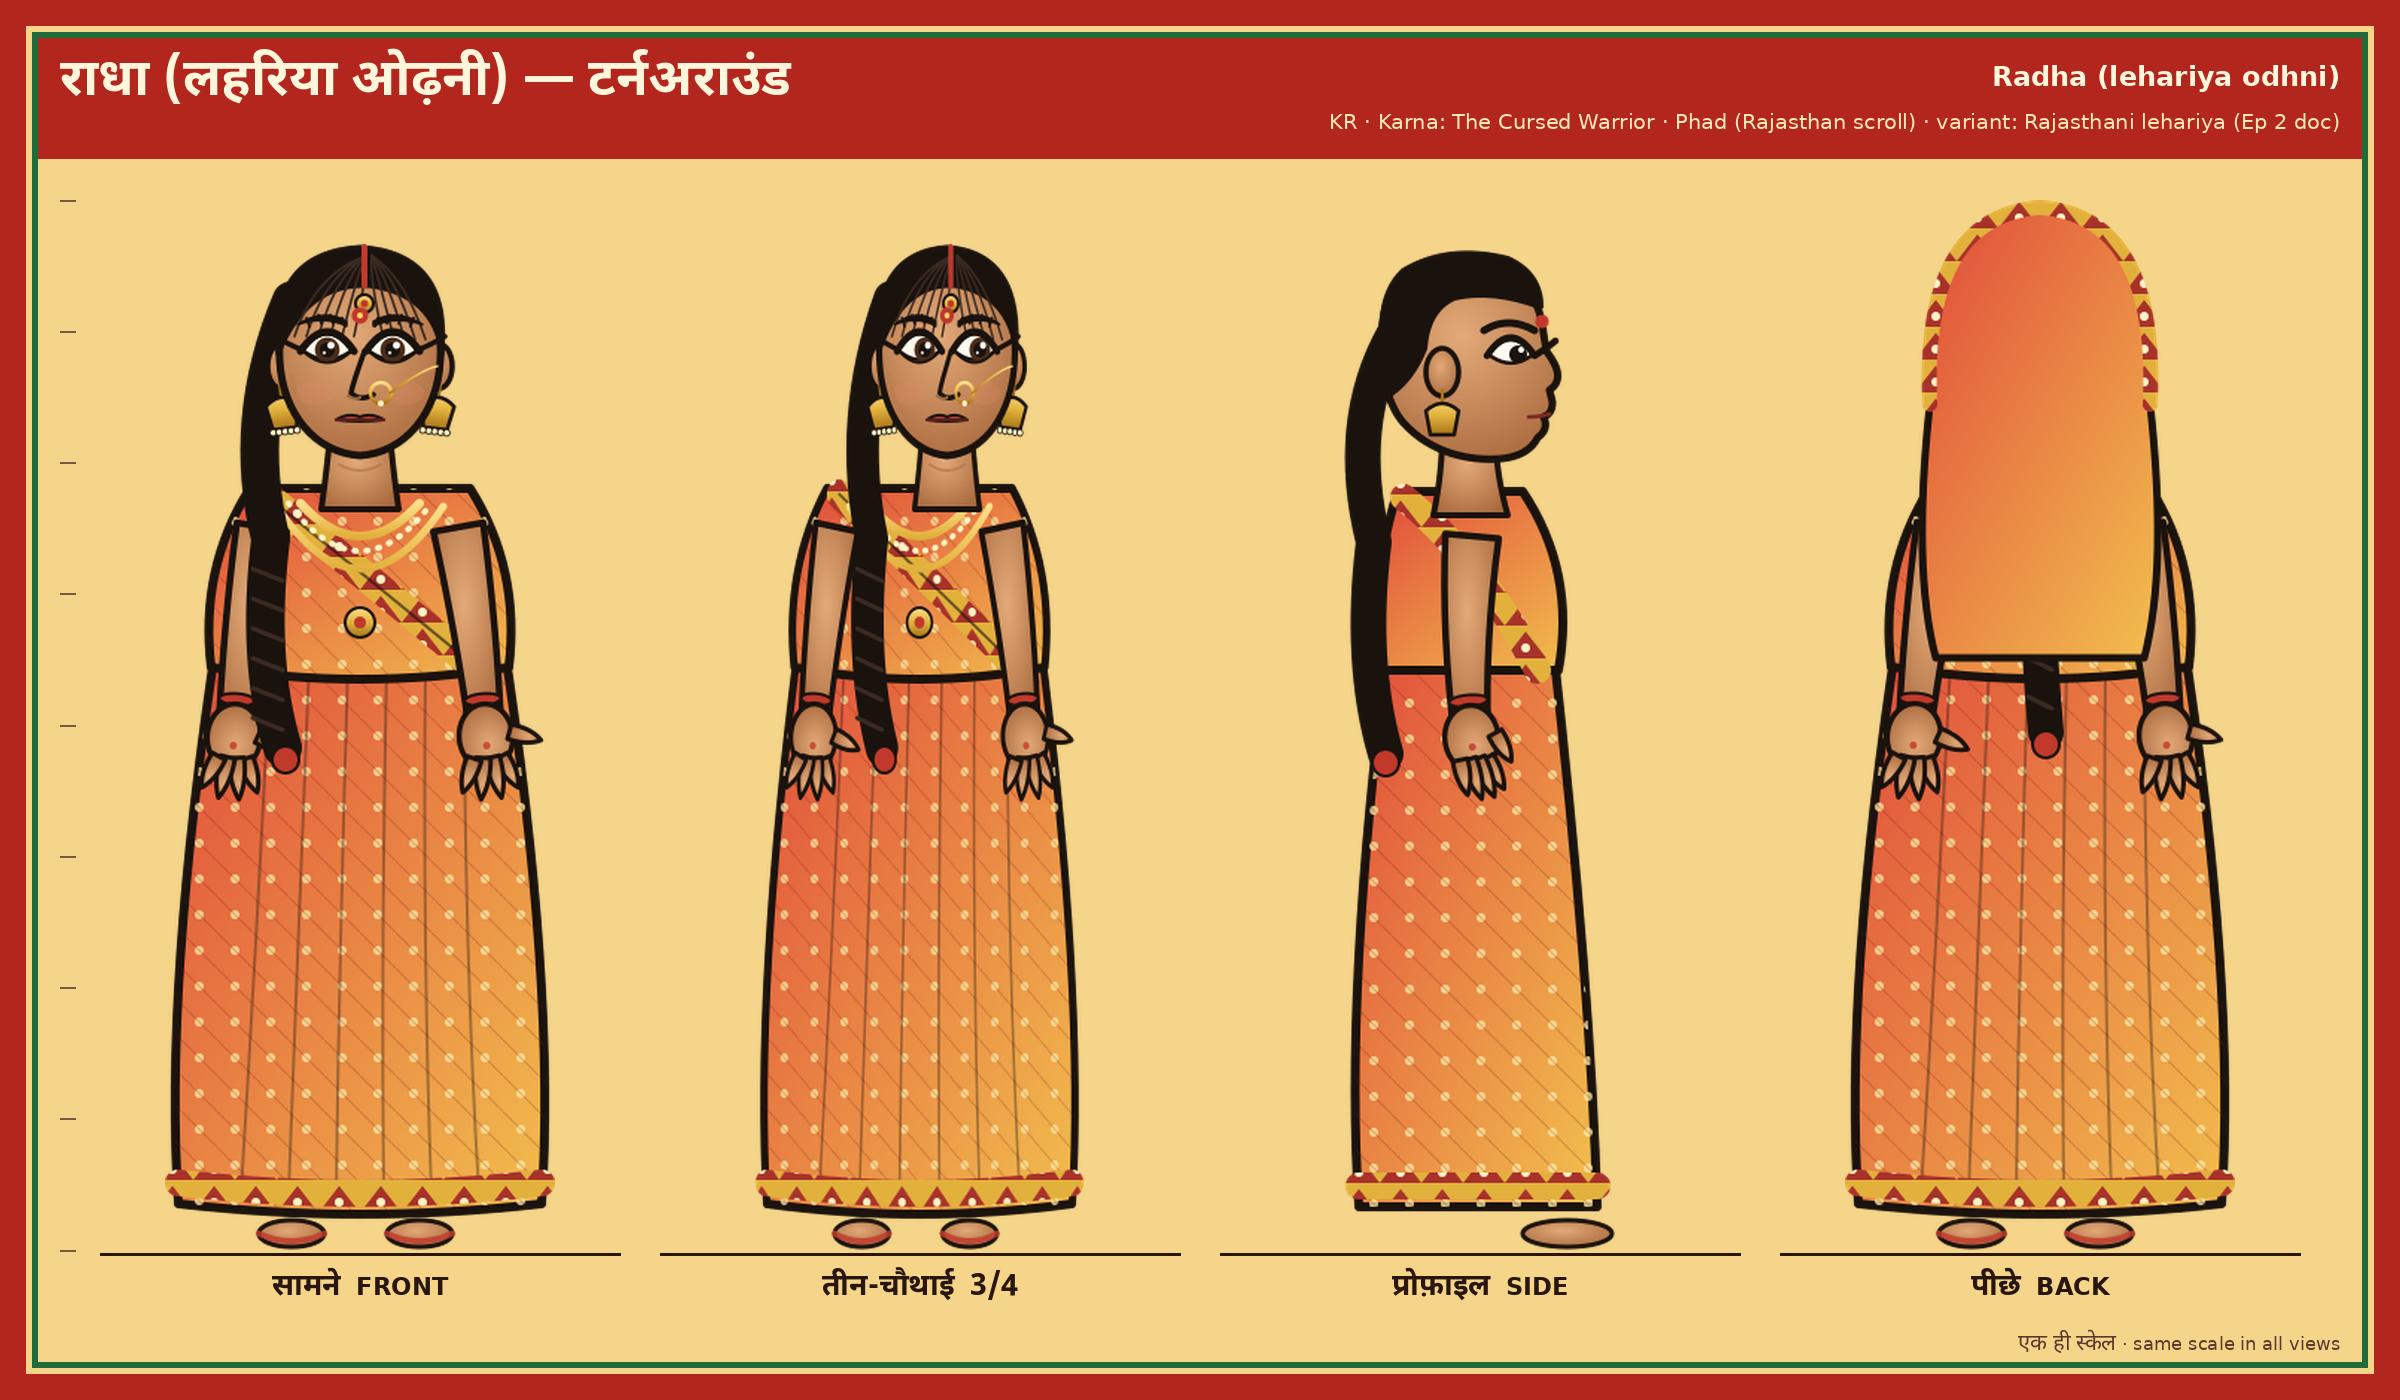 राधा (लहरिया ओढ़नी) — टर्नअराउंड
Radha (lehariya odhni)
KR · Karna: The Cursed Warrior · Phad (Rajasthan scroll) · variant: Rajasthani lehariya (Ep 2 doc)
सामने FRONT
तीन-चौथाई 3/4
प्रोफ़ाइल SIDE
पीछे BACK
एक ही स्केल · same scale in all views